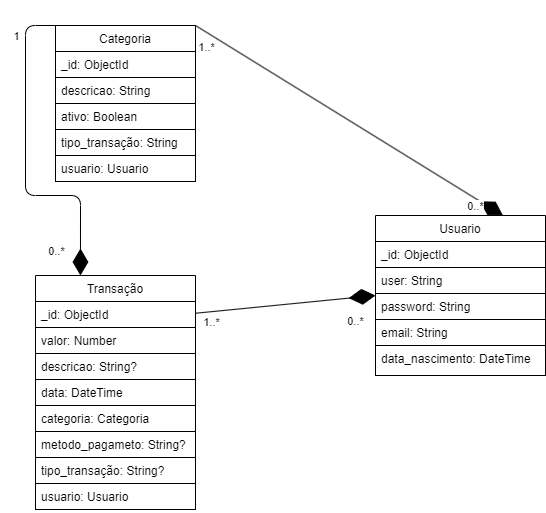 1
Categoria
1..*
_id: ObjectId
descricao: String
ativo: Boolean
tipo_transação: String
usuario: Usuario
0..*
Usuario
_id: ObjectId
user: String
password: String
email: String
data_nascimento: DateTime
0..*
Transação
_id: ObjectId
valor: Number
descricao: String?
data: DateTime
categoria: Categoria
metodo_pagameto: String?
tipo_transação: String?
usuario: Usuario
1..*
0..*